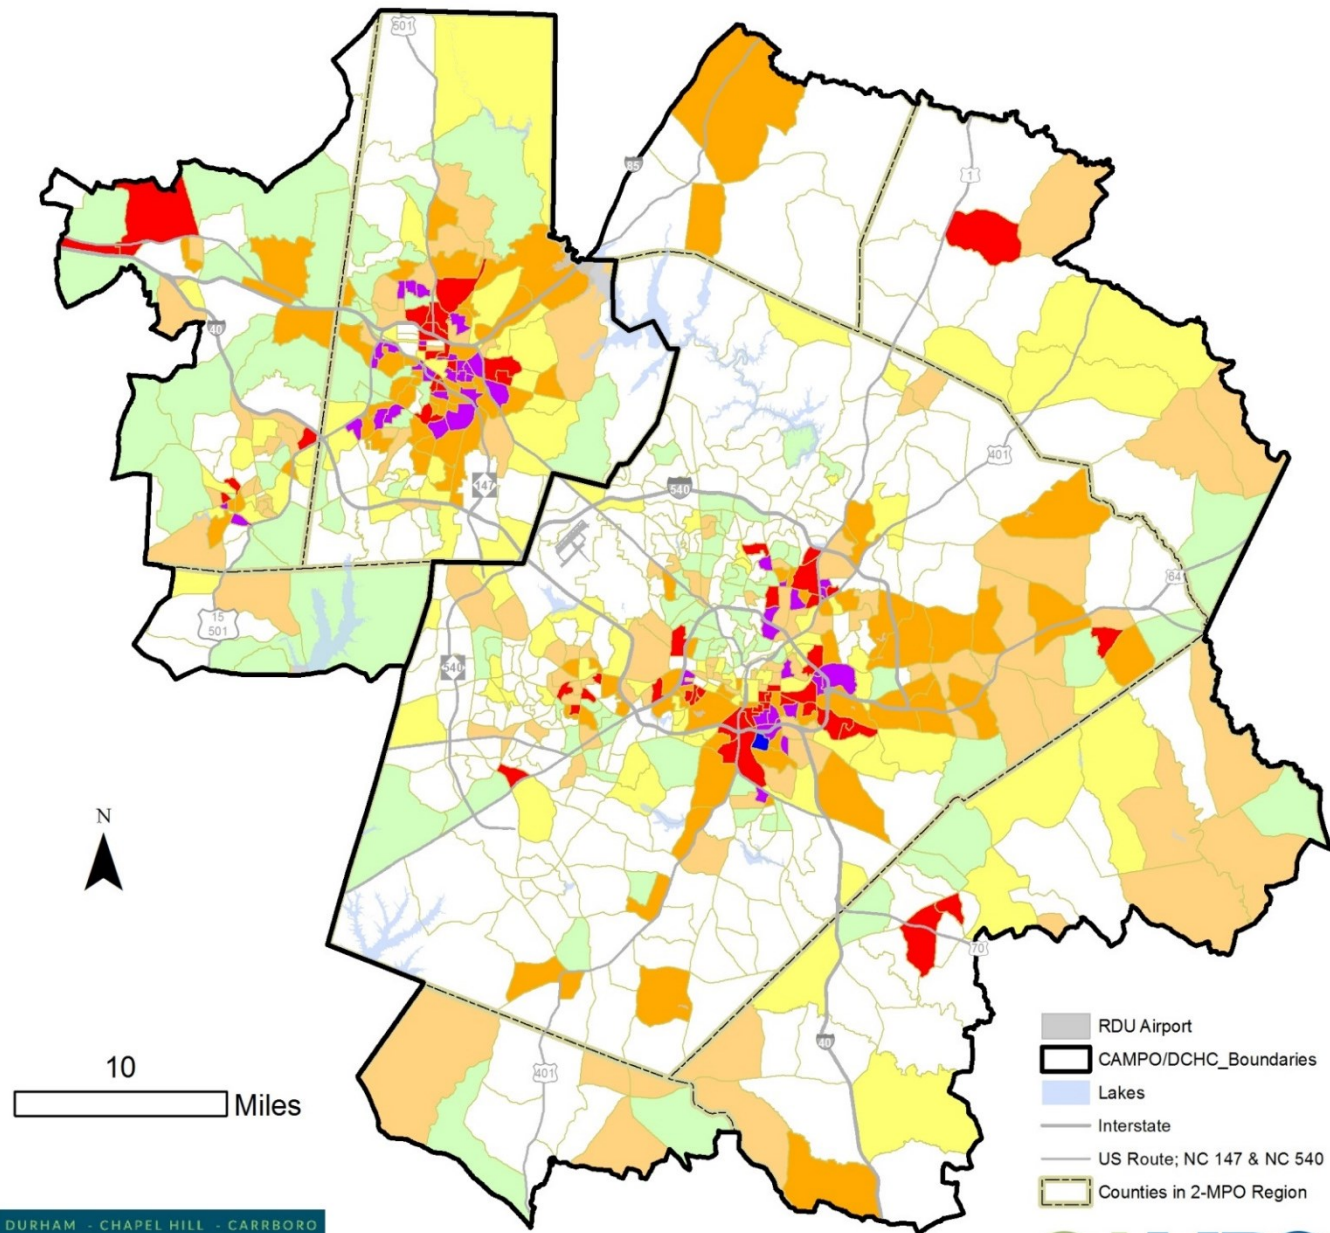 501
85
1
40
147
540
401
64
15
501
540
N
70
10
Miles
40
401
RDU Airport
CAMPO/DCHC_Boundaries
Lakes
Interstate
US Route; NC 147 & NC 540
Counties in 2-MPO Region
DURHAM - CHAPEL HILL - CARRBORO